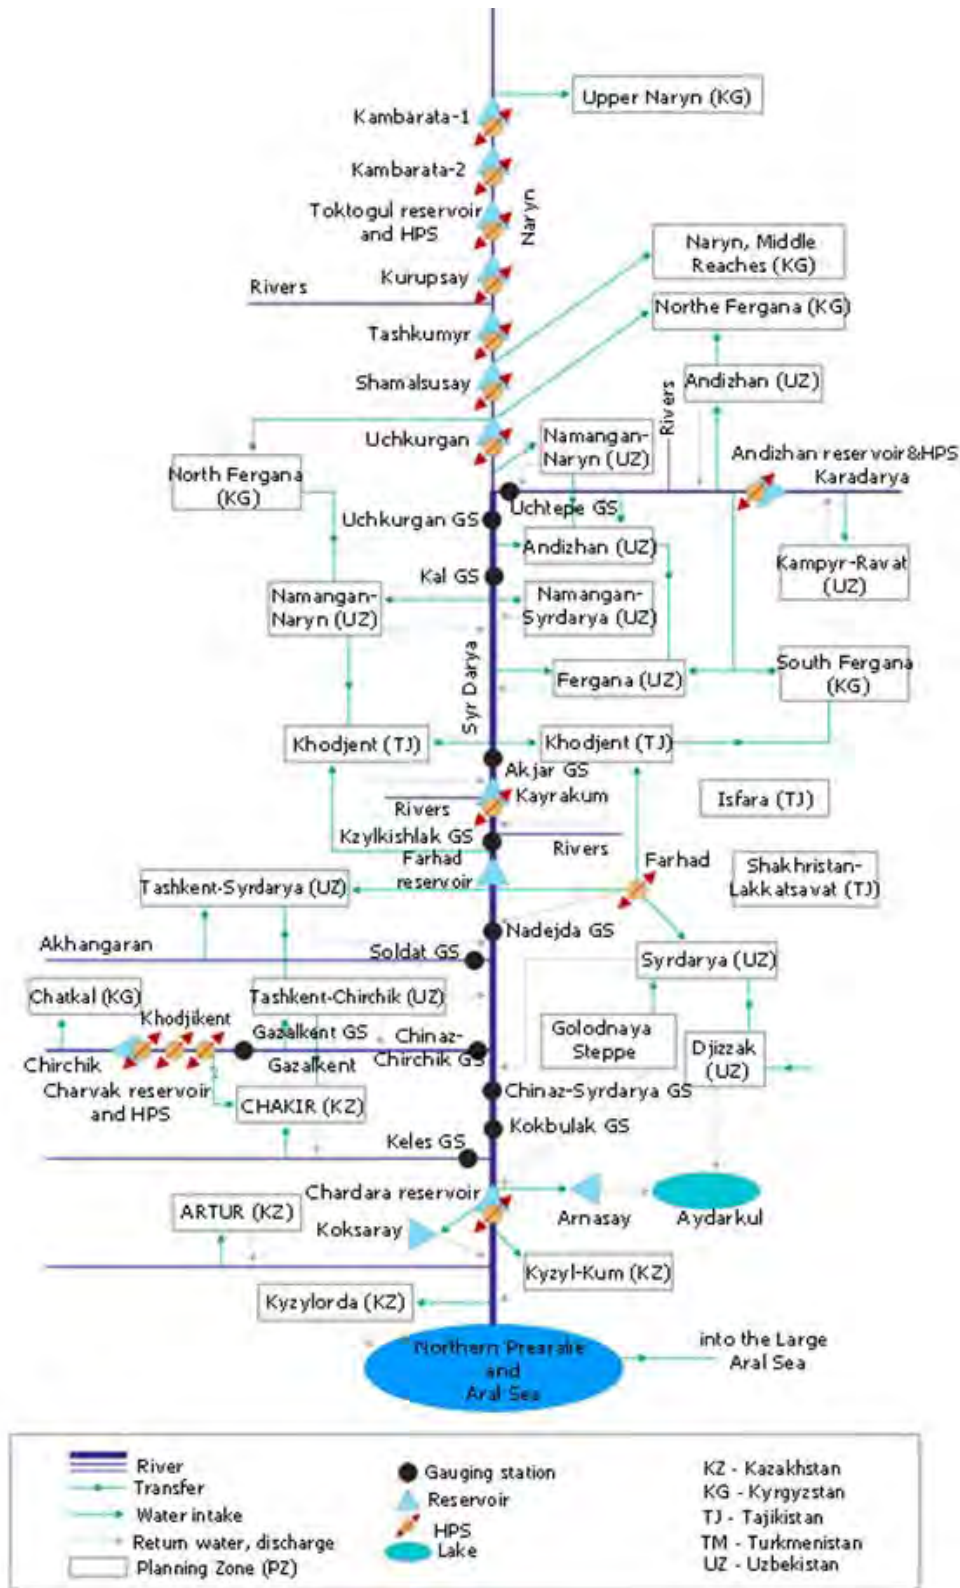 Upper Naryn (KG)
Kambarata-1
Kambarata-2
Naryn
Toktogul reservoir
and HPS
Naryn, Middle
Reaches (KG)
Kurupsay
Rivers
Northe Fergana (KG)
Tashkumyr
Andizhan (UZ)
Shamalsusay
Rivers
Uchkurgan
Namangan-
Naryn (UZ)
Andizhan reservoir&HPS
Karadarya
North Fergana
(KG)
Uchtepe GS
Uchkurgan GS
Andizhan (UZ)
Kampyr-Ravat
(UZ)
Kal GS
Namangan-
Naryn (UZ)
Namangan-
Syrdarya (UZ)
Syr Darya
Fergana (UZ)
South Fergana
(KG)
Khodjent (TJ)
Khodjent (TJ)
Akjar GS
Kayrakum
Isfara (TJ)
Rivers
Kzylkishlak GS
Rivers
Farhad
reservoir
Farhad
Shakhristan-
Lakkatsavat (TJ)
Tashkent-Syrdarya (UZ)
Nadejda GS
Akhangaran
Soldat GS
Syrdarya (UZ)
Chatkal (KG)
Tashkent-Chirchik (UZ)
Khodjikent
Gazalkent GS
Chinaz-
Chirchik GS
Golodnaya
Steppe
Djizzak
(UZ)
Chirchik
Gazalkent
Charvak reservoir
and HPS
CHAKIR (KZ)
Chinaz-Syrdarya GS
Kokbulak GS
Keles GS
Chardara reservoir
ARTUR (KZ)
Koksaray
Arnasay
Aydarkul
Kyzyl-Kum (KZ)
Kyzylorda (KZ)
Northern Prearalie
and
Aral Sea
into the Large
Aral Sea
River
Transfer
Water intake
Return water, discharge
Planning Zone (PZ)
Gauging station
Reservoir
HPS
Lake
KZ - Kazakhstan
KG - Kyrgyzstan
TJ - Tajikistan
TM - Turkmenistan
UZ - Uzbekistan